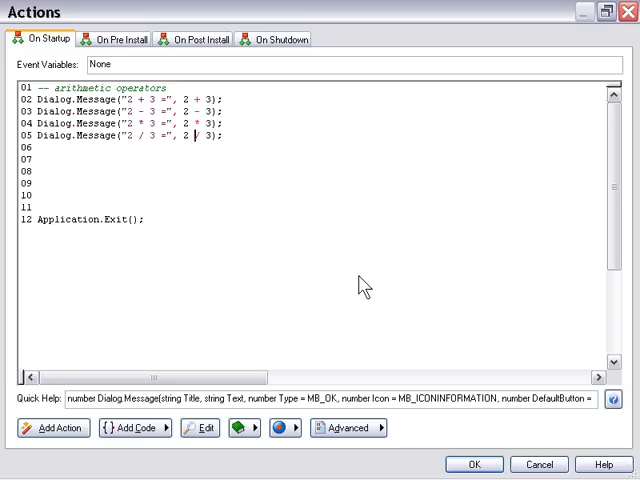 Actions
On Startup On Pre Install On Post Install On Shutdown
Event Variables: None
01 -- arithmetic operators
02 Dialog.Message("2 + 3 =", 2 + 3);
03 Dialog.Message("2 - 3 =", 2 - 3);
04 Dialog.Message("2 * 3 =", 2 * 3);
05 Dialog.Message("2 / 3 =", 2 / 3);
06
07
08
09
10
11
12 Application.Exit();
Quick Help: number Dialog.Message(string Title, string Text, number Type = MB_OK, number Icon = MB_ICONINFORMATION, number DefaultButton =
Add Action {} Add Code Edit Advanced
OK Cancel Help